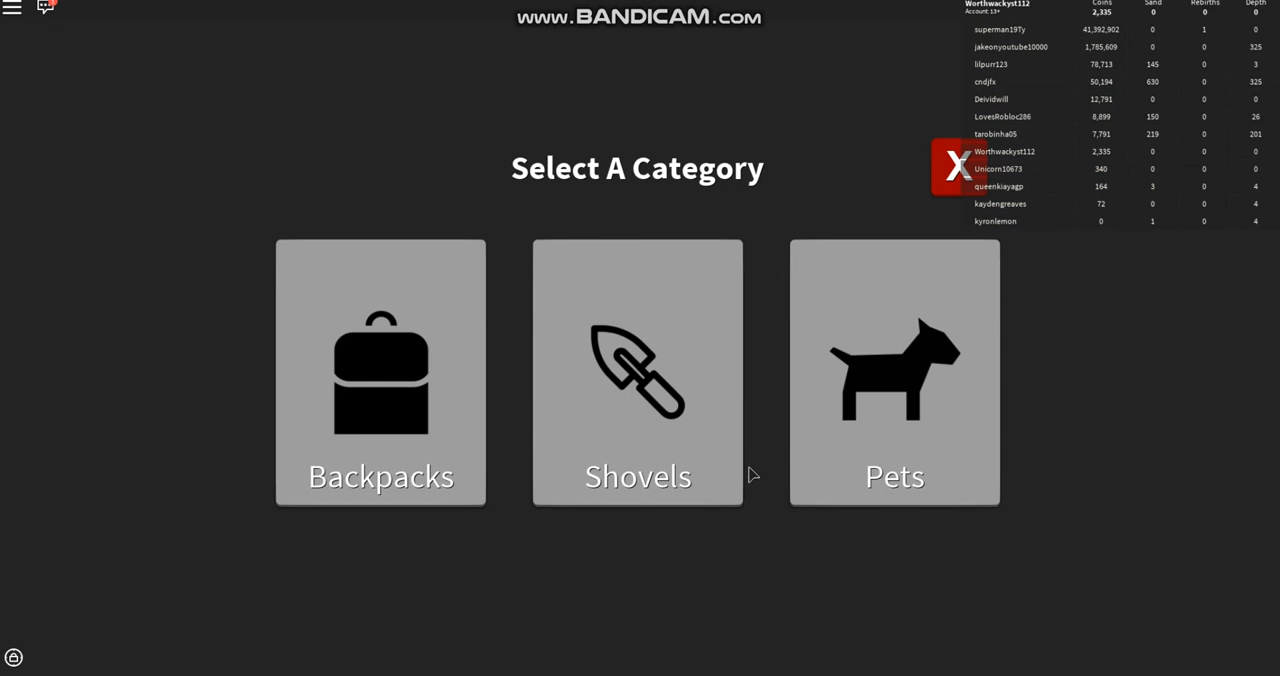 www.BANDICAM.com
Worthwackyst112 Coins Sand Rebirths Depth
Account: 13+ 2,335 0 0 0
superman19Ty 41,392,902 0 1 0
jakeonyoutube10000 1,785,609 0 0 325
lilpurr123 78,713 145 0 3
cndjfx 50,194 630 0 325
Deividwill 12,791 0 0 0
LovesRobloc286 8,899 150 0 26
tarobinha05 7,791 219 0 201
Worthwackyst112 2,335 0 0 0
Unicorn10673 340 0 0 0
queenkiayagp 164 3 0 4
kaydengreaves 72 0 0 4
kyronlemon 0 1 0 4
Select A Category
X
Backpacks Shovels Pets